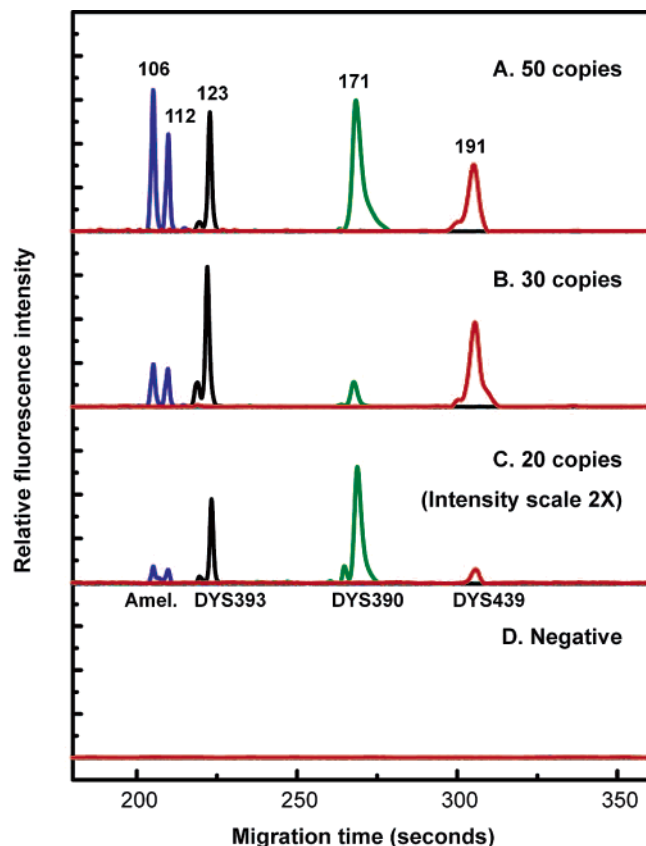 A. 50 copies
106
112
123
171
191
B. 30 copies
C. 20 copies
(Intensity scale 2X)
Amel. DYS393 DYS390 DYS439
D. Negative
200 250 300 350
Migration time (seconds)
Relative fluorescence intensity